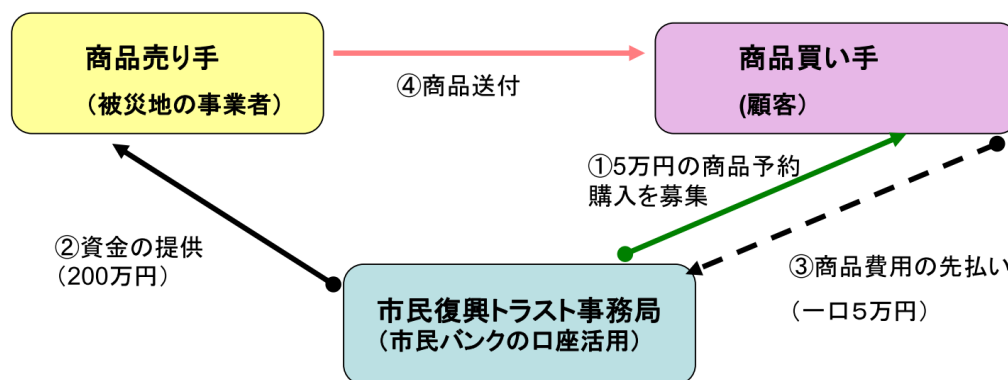 商品売り手
（被災地の事業者）
④商品送付
商品買い手
(顧客）
①5万円の商品予約
購入を募集
②資金の提供
（200万円）
③商品費用の先払い
（一口５万円）
市民復興トラスト事務局
（市民バンクの口座活用）